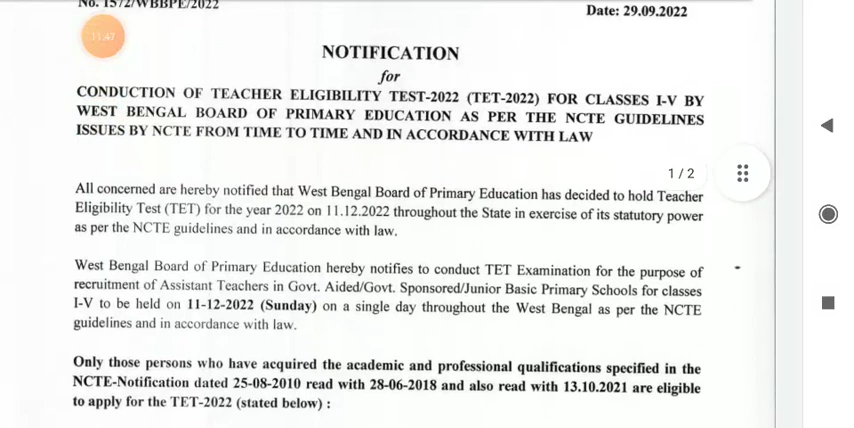 No. 1572/WBBPE/2022
Date: 29.09.2022
11:47
NOTIFICATION
for
CONDUCTION OF TEACHER ELIGIBILITY TEST-2022 (TET-2022) FOR CLASSES I-V BY
WEST BENGAL BOARD OF PRIMARY EDUCATION AS PER THE NCTE GUIDELINES
ISSUES BY NCTE FROM TIME TO TIME AND IN ACCORDANCE WITH LAW
1 / 2
All concerned are hereby notified that West Bengal Board of Primary Education has decided to hold Teacher
Eligibility Test (TET) for the year 2022 on 11.12.2022 throughout the State in exercise of its statutory power
as per the NCTE guidelines and in accordance with law.
West Bengal Board of Primary Education hereby notifies to conduct TET Examination for the purpose of
recruitment of Assistant Teachers in Govt. Aided/Govt. Sponsored/Junior Basic Primary Schools for classes
I-V to be held on 11-12-2022 (Sunday) on a single day throughout the West Bengal as per the NCTE
guidelines and in accordance with law.
Only those persons who have acquired the academic and professional qualifications specified in the
NCTE-Notification dated 25-08-2010 read with 28-06-2018 and also read with 13.10.2021 are eligible
to apply for the TET-2022 (stated below) :